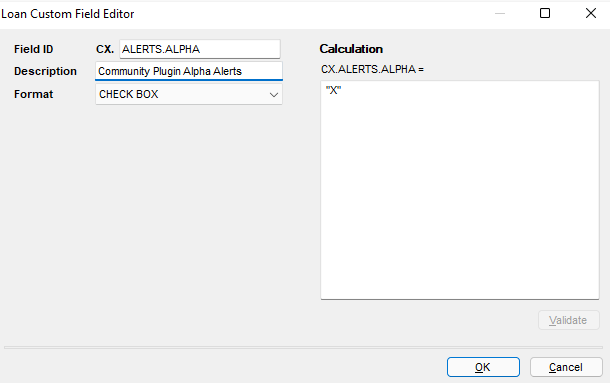 Loan Custom Field Editor
Field ID CX. ALERTS.ALPHA
Description Community Plugin Alpha Alerts
Format CHECK BOX
Calculation
CX.ALERTS.ALPHA =
"X"
Validate
OK Cancel